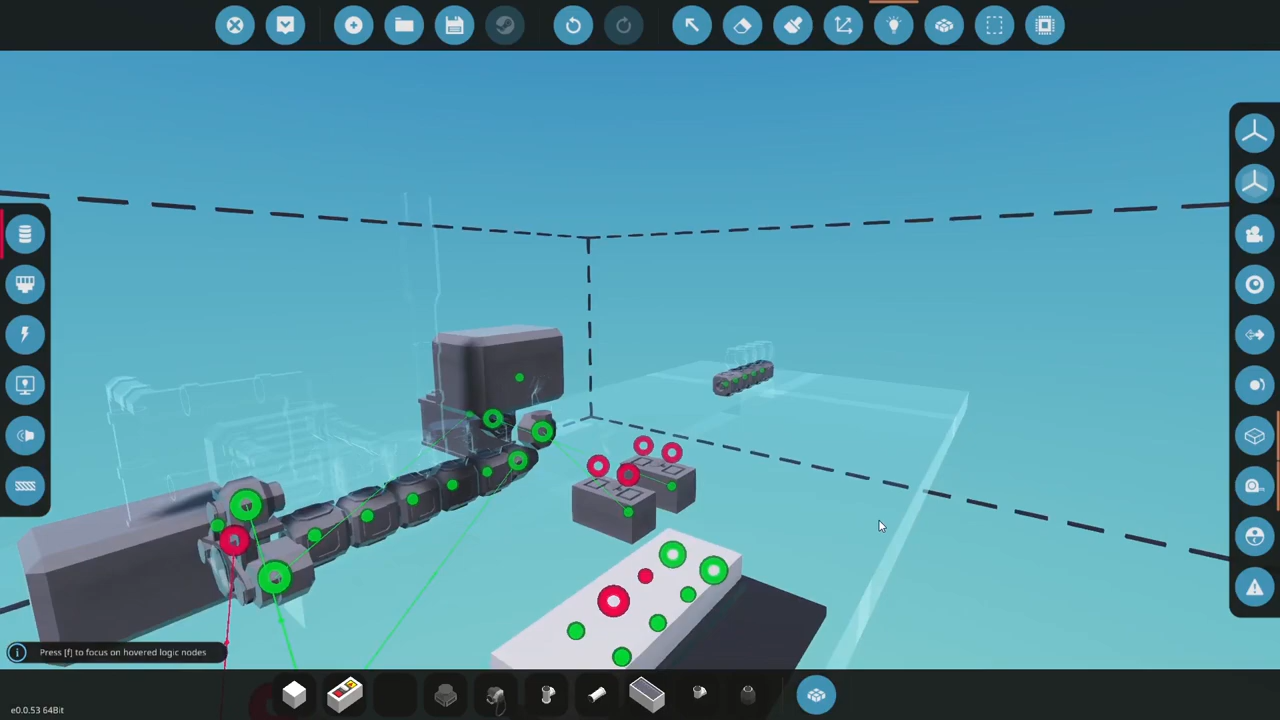 Press [f] to focus on hovered logic nodes
e0.0.53 64Bit